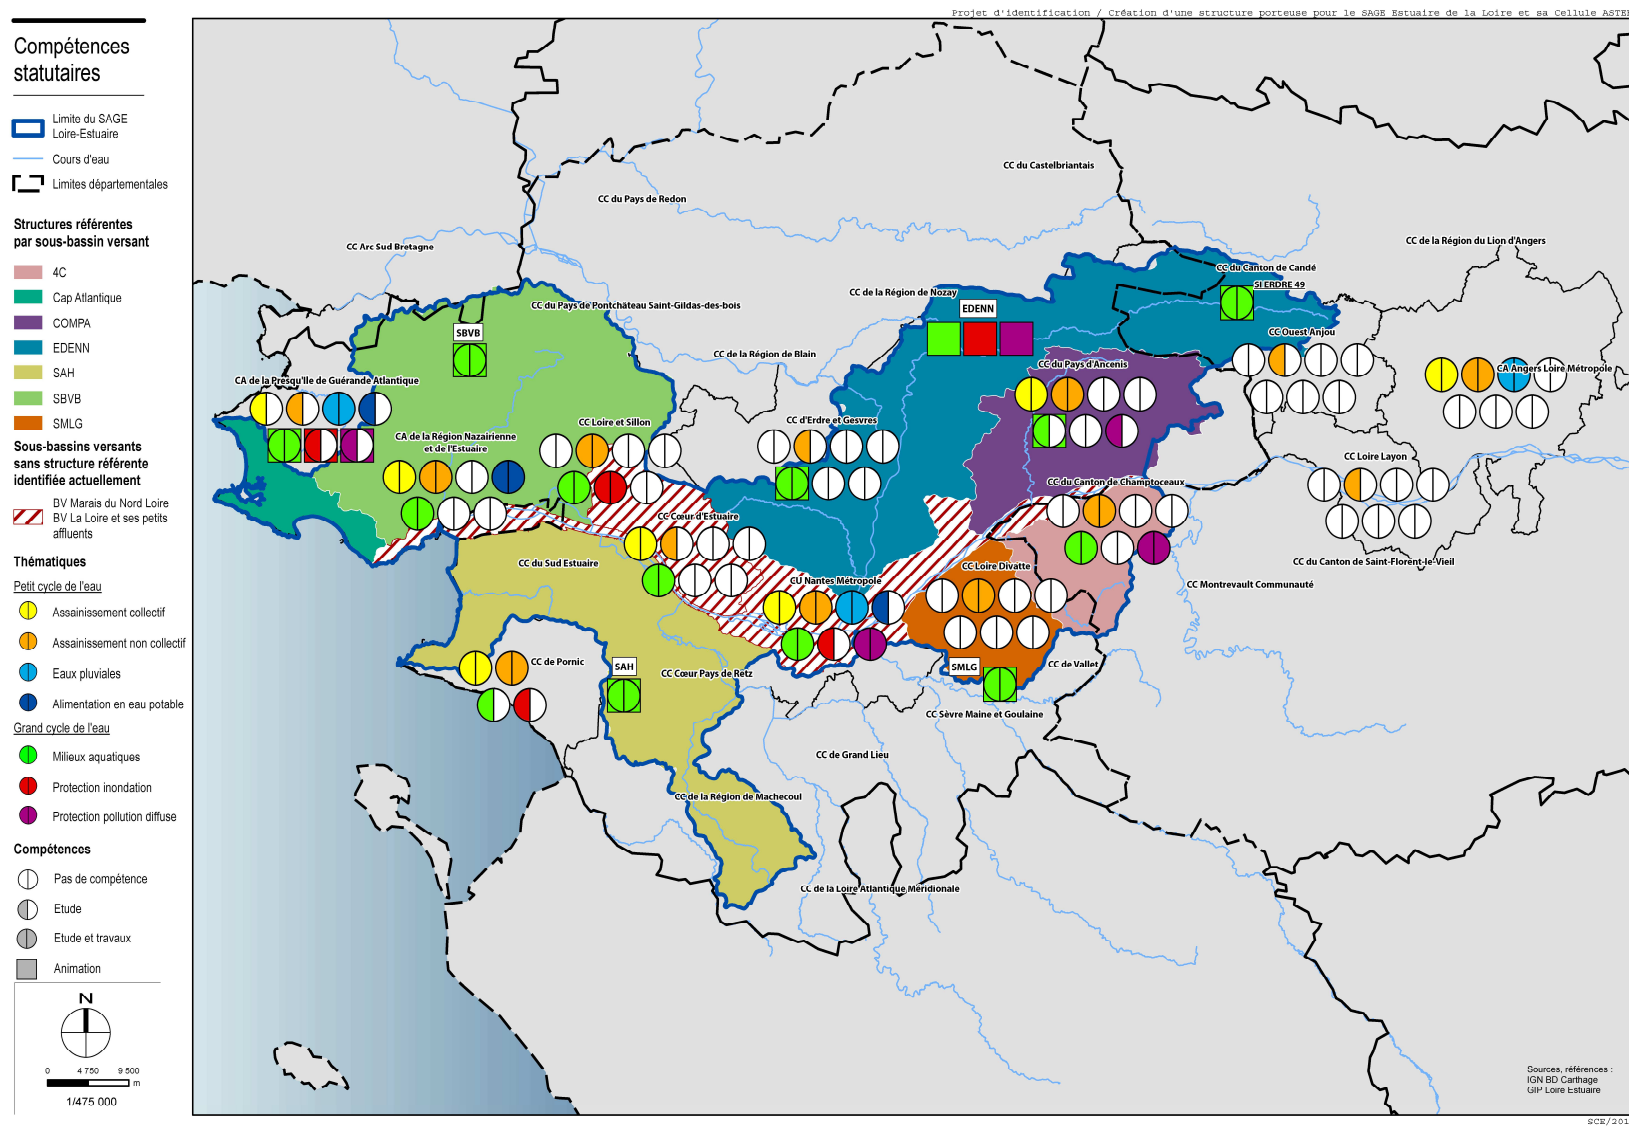 Projet d'identification / Création d'une structure porteuse pour le SAGE Estuaire de la Loire et sa Cellule
Compétences
statutaires
Limite du SAGE
Loire-Estuaire
Cours d'eau
Limites départementales
Structures référentes
par sous-bassin versant
4C
Cap Atlantique
COMPA
EDENN
SAH
SBVB
SMLG
Sous-bassins versants
sans structure référente
identifiée actuellement
BV Marais du Nord Loire
BV La Loire et ses petits
affluents
Thématiques
Petit cycle de l'eau
Assainissement collectif
Assainissement non collectif
Eaux pluviales
Alimentation en eau potable
Grand cycle de l'eau
Milieux aquatiques
Protection inondation
Protection pollution diffuse
Compétences
Pas de compétence
Etude
Etude et travaux
Animation
N
0 4 750 9 500
m
1/475 000
CC du Castelbriantais
CC du Pays de Redon
CC Arc Sud Bretagne
CC de la Région du Lion d'Angers
CC du Canton de Candé
SI ERDRE 49
CC de la Région de Nozay
CC du Pays de Pontchâteau Saint-Gildas-des-bois
EDENN
SBVB
CC Ouest Anjou
CC de la Région de Blain
CC du Pays d'Ancenis
CA Angers Loire Métropole
CA de la Presqu'île de Guérande Atlantique
CC Loire et Sillon
CC d'Erdre et Gesvres
CA de la Région Nazairienne
et de l'Estuaire
CC Loire Layon
CC du Canton de Champtoceaux
CC Cœur d'Estuaire
CC du Sud Estuaire
CC Loire Divatte
CC du Canton de Saint-Florent-le-Vieil
CU Nantes Métropole
CC Montrevault Communauté
CC de Pornic
SAH
CC Cœur Pays de Retz
SMLG
CC de Vallet
CC Sèvre Maine et Goulaine
CC de Grand Lieu
CC de la Région de Machecoul
CC de la Loire Atlantique Méridionale
Sources, références :
IGN BD Carthage
GIP Loire Estuaire